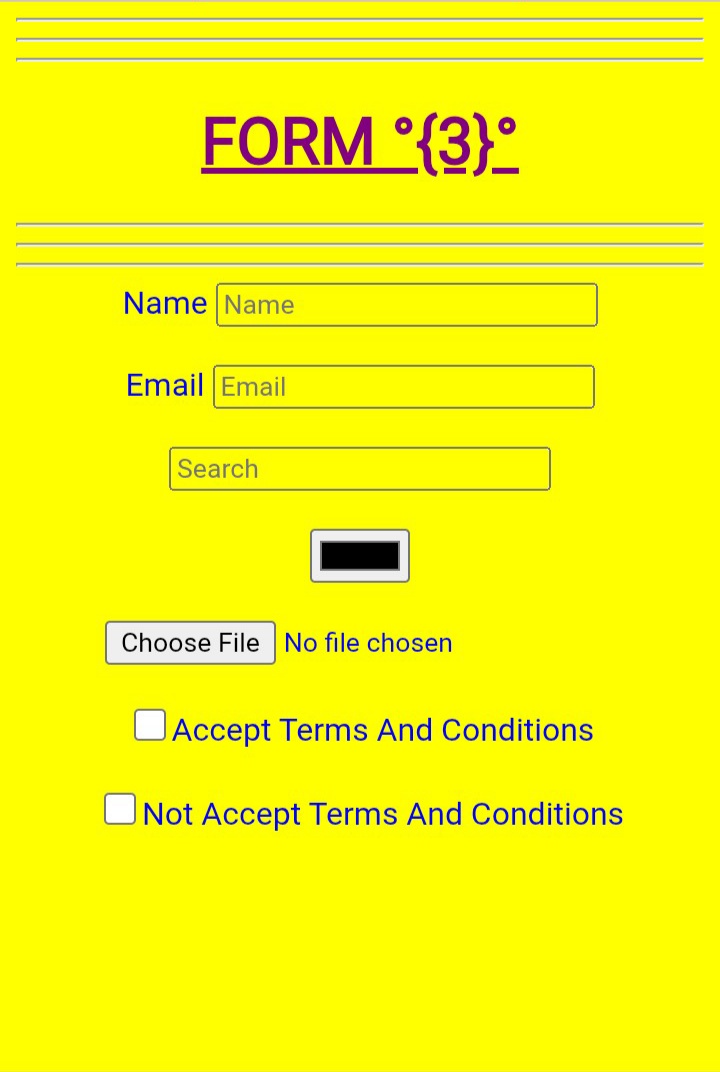 FORM °{3}°
Name Name
Email Email
Search
Choose File No file chosen
Accept Terms And Conditions
Not Accept Terms And Conditions